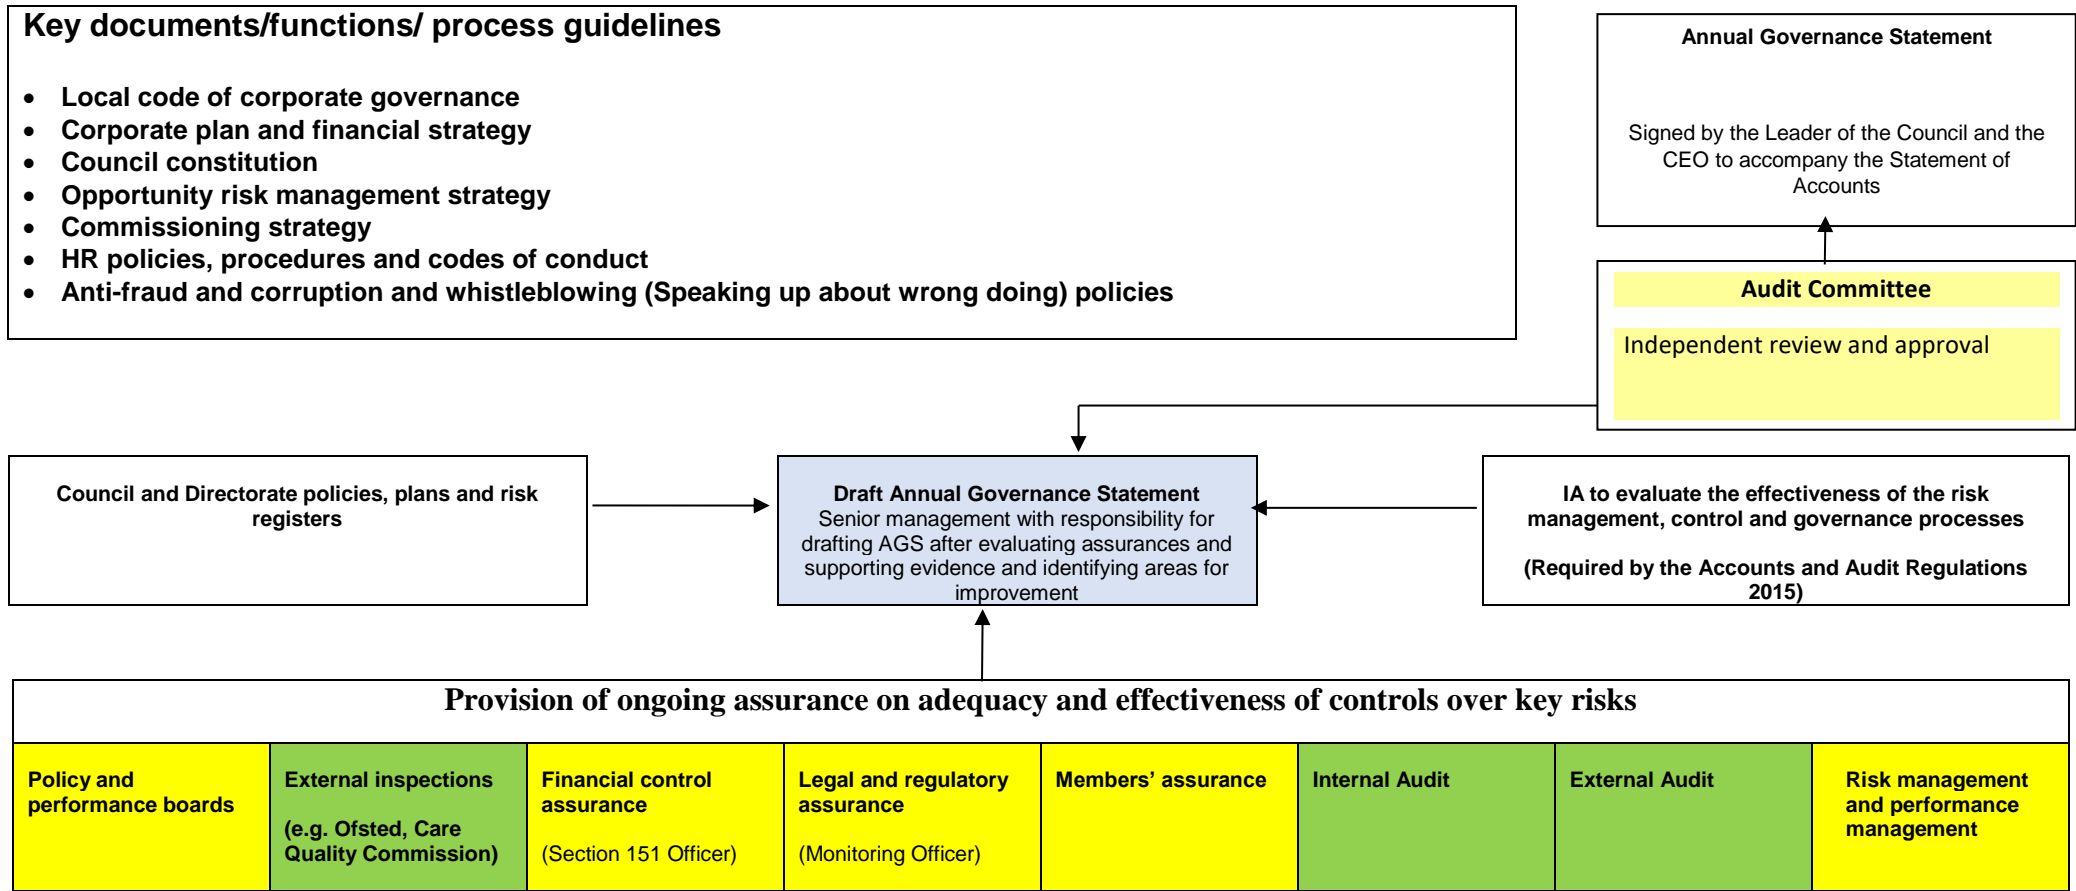 Key documents/functions/ process guidelines
• Local code of corporate governance
• Corporate plan and financial strategy
• Council constitution
• Opportunity risk management strategy
• Commissioning strategy
• HR policies, procedures and codes of conduct
• Anti-fraud and corruption and whistleblowing (Speaking up about wrong doing) policies
Annual Governance Statement
Signed by the Leader of the Council and the
CEO to accompany the Statement of
Accounts
Audit Committee
Independent review and approval
Council and Directorate policies, plans and risk
registers
Draft Annual Governance Statement
Senior management with responsibility for
drafting AGS after evaluating assurances and
supporting evidence and identifying areas for
improvement
IA to evaluate the effectiveness of the risk
management, control and governance processes
(Required by the Accounts and Audit Regulations
2015)
Provision of ongoing assurance on adequacy and effectiveness of controls over key risks
Policy and
performance boards
External inspections
(e.g. Ofsted, Care
Quality Commission)
Financial control
assurance
(Section 151 Officer)
Legal and regulatory
assurance
(Monitoring Officer)
Members’ assurance
Internal Audit
External Audit
Risk management
and performance
management